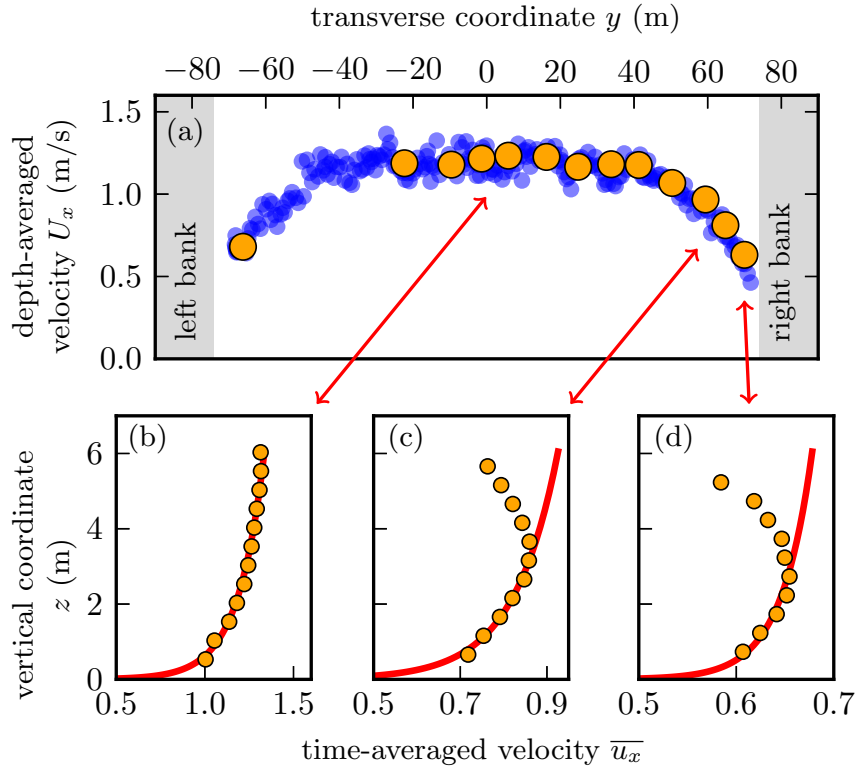 transverse coordinate y (m)
−80 −60 −40 −20 0 20 40 60 80
depth-averaged
velocity Uₓ (m/s)
1.5
1.0
0.5
0.0
(a)
left bank
right bank
vertical coordinate
z (m)
6
4
2
0
(b)
(c)
(d)
0.5 1.0 1.5
0.5 0.7 0.9
0.5 0.6 0.7
time-averaged velocity u̅ₓ